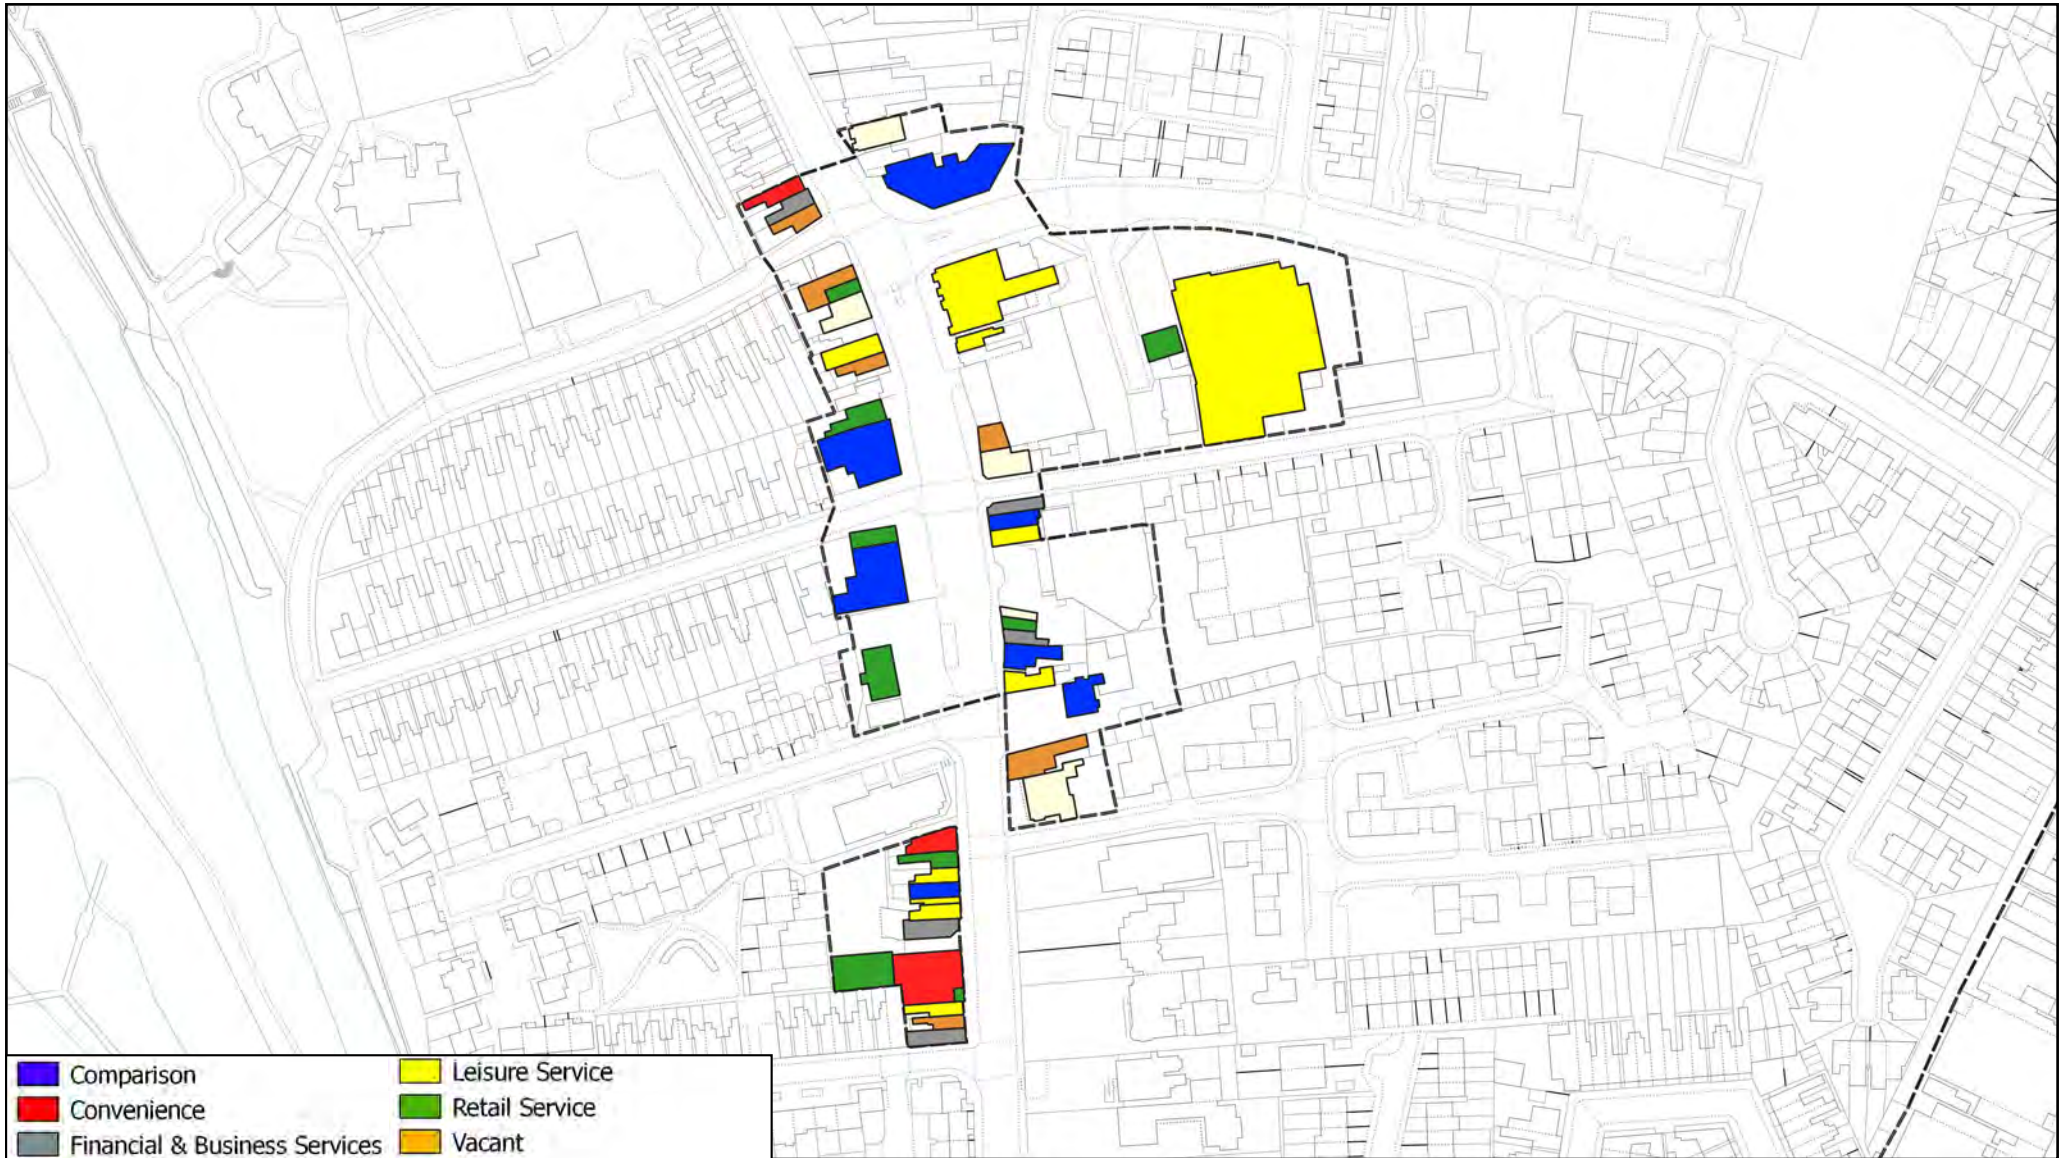 Comparison
Convenience
Financial & Business Services
Leisure Service
Retail Service
Vacant